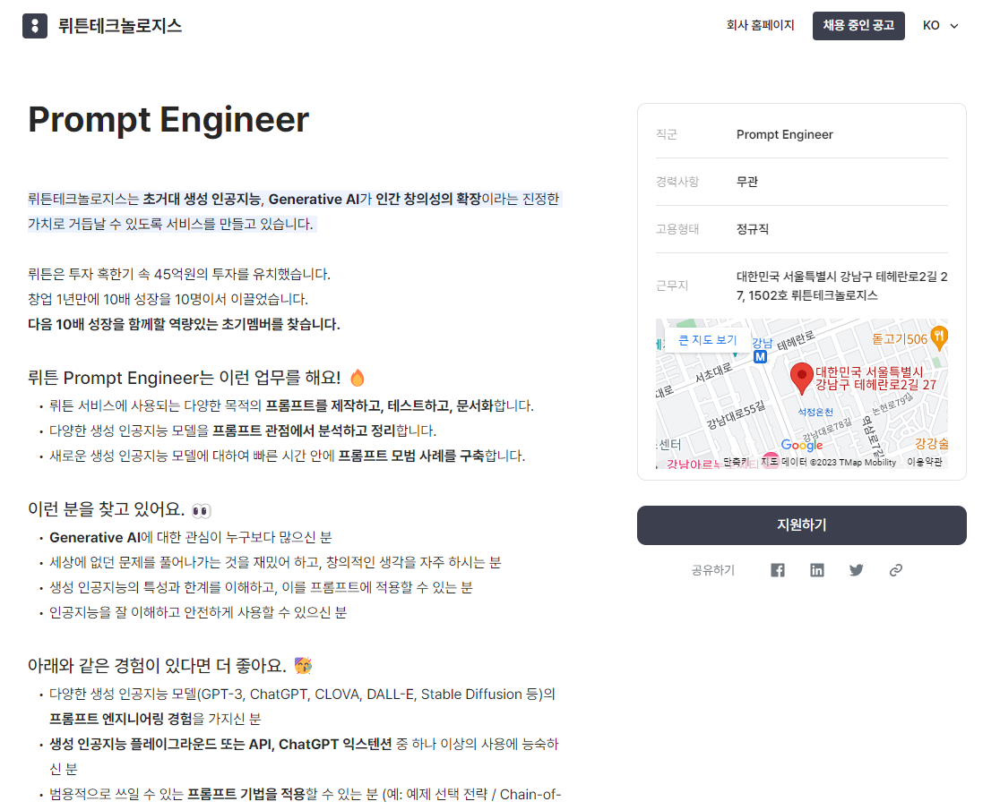 뤼튼테크놀로지스
회사 홈페이지
채용 중인 공고
KO
Prompt Engineer
뤼튼테크놀로지스는 초거대 생성 인공지능, Generative AI가 인간 창의성의 확장이라는 진정한
가치로 거듭날 수 있도록 서비스를 만들고 있습니다.
뤼튼은 투자 혹한기 속 45억원의 투자를 유치했습니다.
창업 1년만에 10배 성장을 10명이서 이끌었습니다.
다음 10배 성장을 함께할 역량있는 초기멤버를 찾습니다.
뤼튼 Prompt Engineer는 이런 업무를 해요! 🔥
• 뤼튼 서비스에 사용되는 다양한 목적의 프롬프트를 제작하고, 테스트하고, 문서화합니다.
• 다양한 생성 인공지능 모델을 프롬프트 관점에서 분석하고 정리합니다.
• 새로운 생성 인공지능 모델에 대하여 빠른 시간 안에 프롬프트 모범 사례를 구축합니다.
이런 분을 찾고 있어요. 👀
• Generative AI에 대한 관심이 누구보다 많으신 분
• 세상에 없던 문제를 풀어나가는 것을 재밌어 하고, 창의적인 생각을 자주 하시는 분
• 생성 인공지능의 특성과 한계를 이해하고, 이를 프롬프트에 적용할 수 있는 분
• 인공지능을 잘 이해하고 안전하게 사용할 수 있으신 분
아래와 같은 경험이 있다면 더 좋아요. 🥳
• 다양한 생성 인공지능 모델(GPT-3, ChatGPT, CLOVA, DALL-E, Stable Diffusion 등)의
프롬프트 엔지니어링 경험을 가지신 분
• 생성 인공지능 플레이그라운드 또는 API, ChatGPT 익스텐션 중 하나 이상의 사용에 능숙하
신 분
• 범용적으로 쓰일 수 있는 프롬프트 기법을 적용할 수 있는 분 (예: 예제 선택 전략 / Chain-of-
직군
Prompt Engineer
경력사항
무관
고용형태
정규직
근무지
대한민국 서울특별시 강남구 테헤란로2길 2
7, 1502호 뤼튼테크놀로지스
큰 지도 보기
강남
테헤란로
돝고기506
M
서초대로
대로
대한민국 서울특별시
강남구 테헤란로2길 27
강남대로55길
석정온천
논현로79길
강남대로78길
역삼로7길
센터
Google
강강술
강남아르누
단축키
지도 데이터 ©2023 TMap Mobility
이용약관
지원하기
공유하기